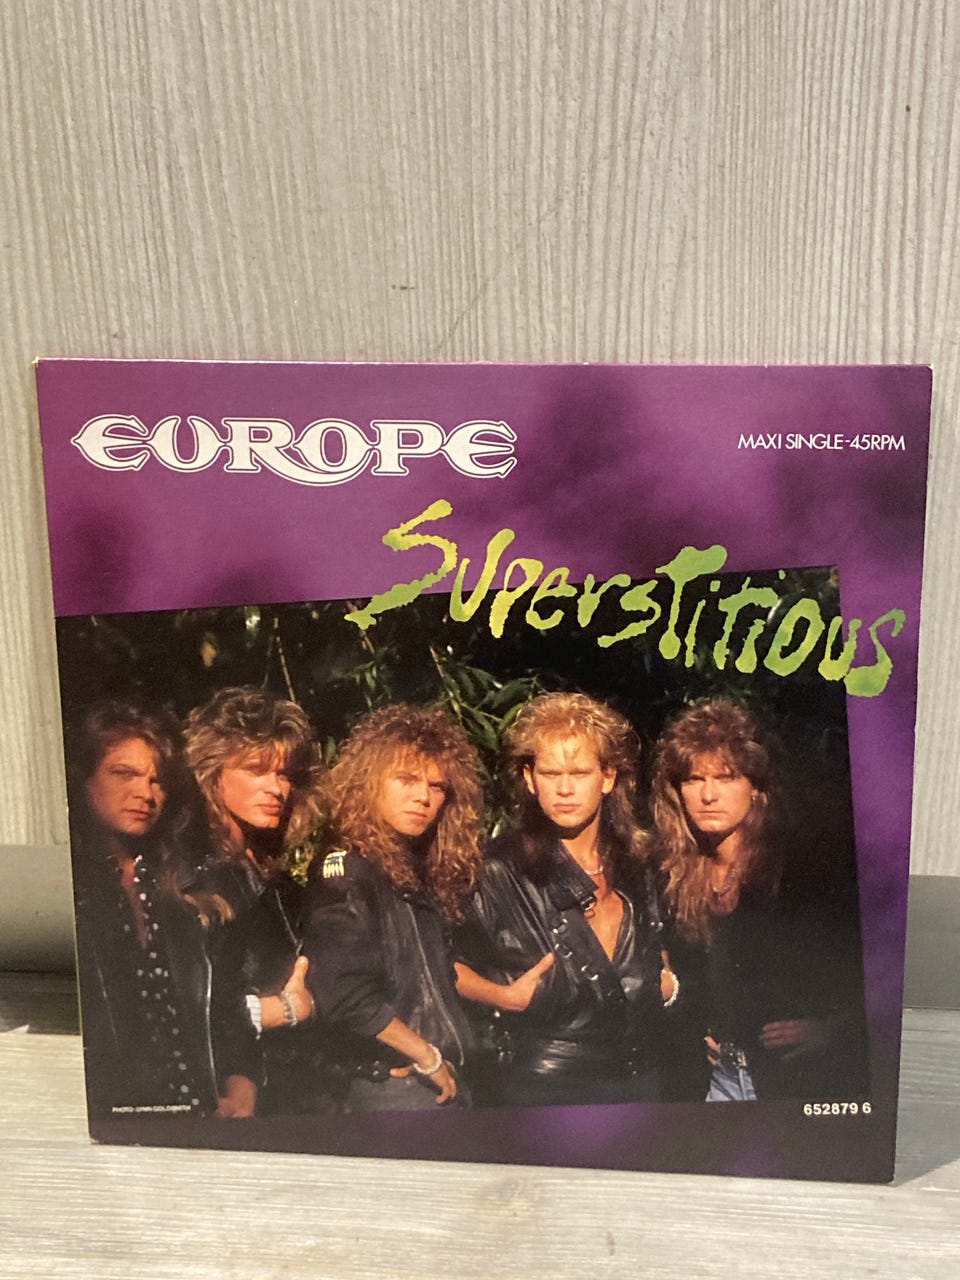 EUROPE
MAXI SINGLE-45RPM
Superstitious
PHOTO: LYNN GOLDSMITH
652879 6